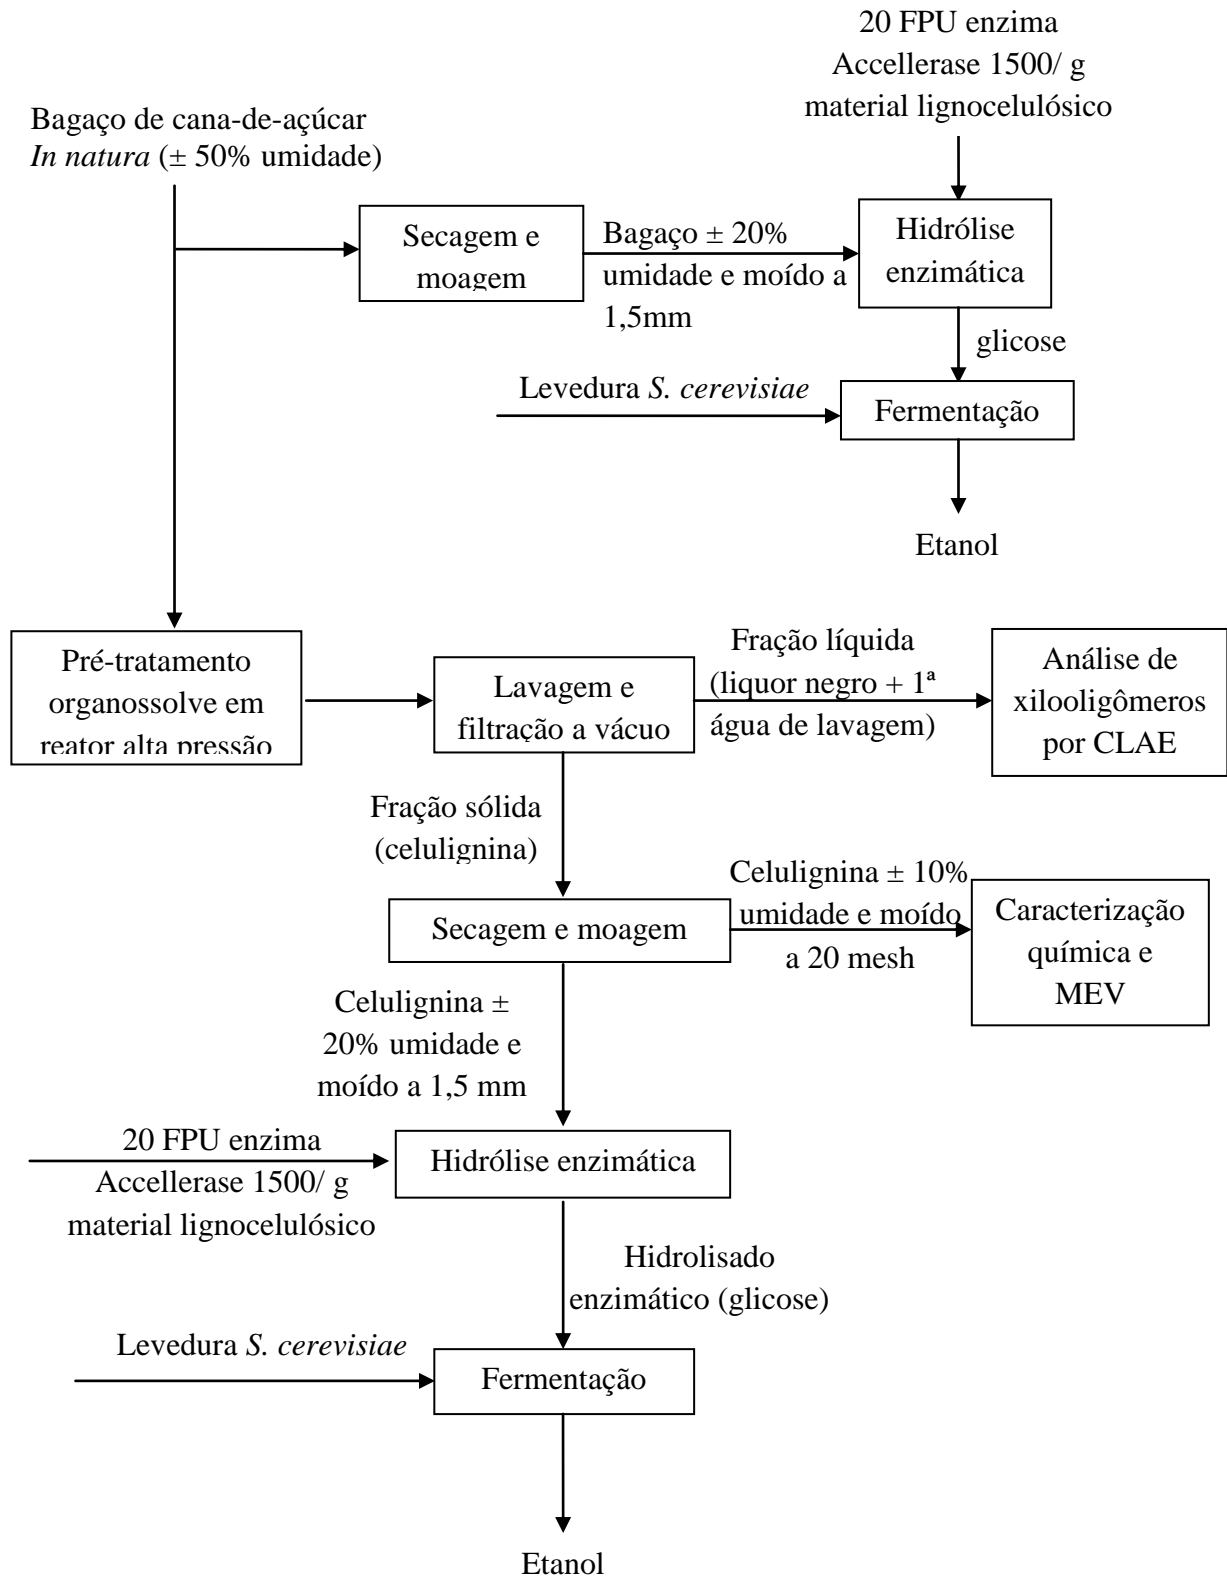 20 FPU enzima
Accellerase 1500/ g
material lignocelulósico
Bagaço de cana-de-açúcar
In natura (± 50% umidade)
Secagem e
moagem
Bagaço ± 20%
umidade e moído a
1,5mm
Hidrólise
enzimática
glicose
Levedura S. cerevisiae
Fermentação
Etanol
Pré-tratamento
organossolve em
reator alta pressão
Lavagem e
filtração a vácuo
Fração líquida
(liquor negro + 1ª
água de lavagem)
Análise de
xilooligômeros
por CLAE
Fração sólida
(celulignina)
Secagem e moagem
Celulignina ± 10%
umidade e moído
a 20 mesh
Caracterização
química e
MEV
Celulignina ±
20% umidade e
moído a 1,5 mm
20 FPU enzima
Accellerase 1500/ g
material lignocelulósico
Hidrólise enzimática
Hidrolisado
enzimático (glicose)
Levedura S. cerevisiae
Fermentação
Etanol